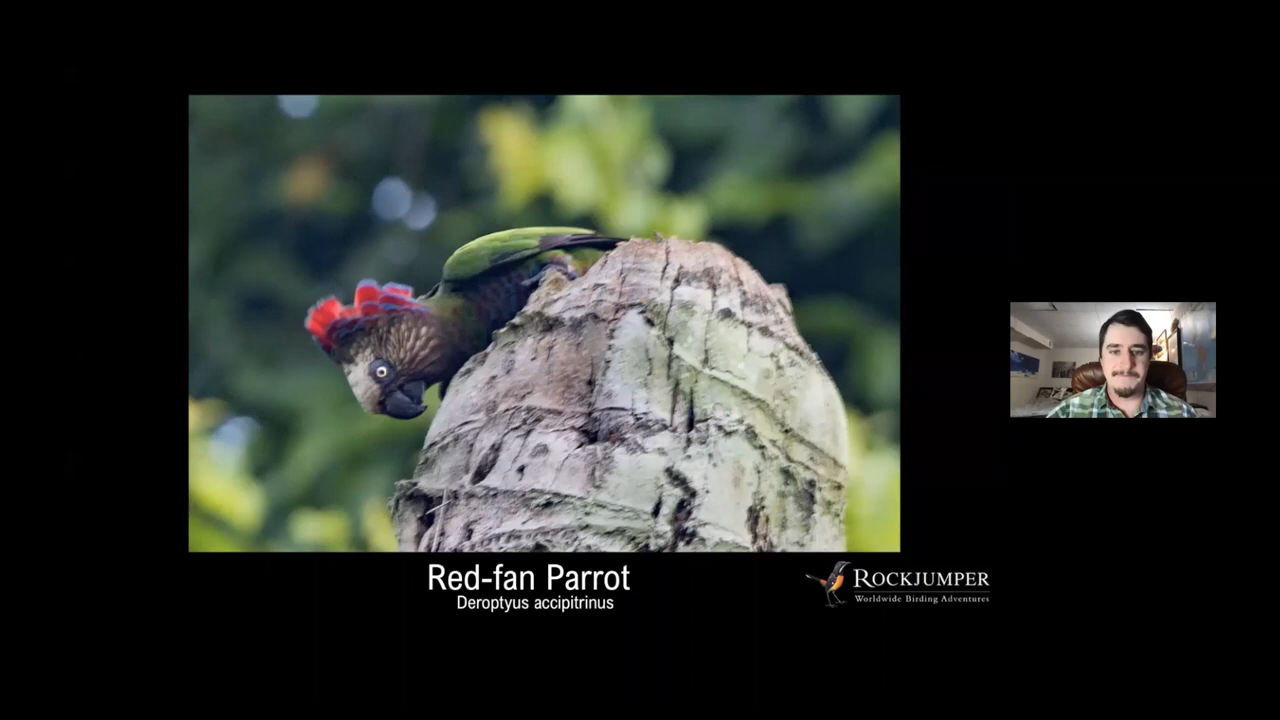 Red-fan Parrot
Deroptyus accipitrinus
ROCKJUMPER
Worldwide Birding Adventures